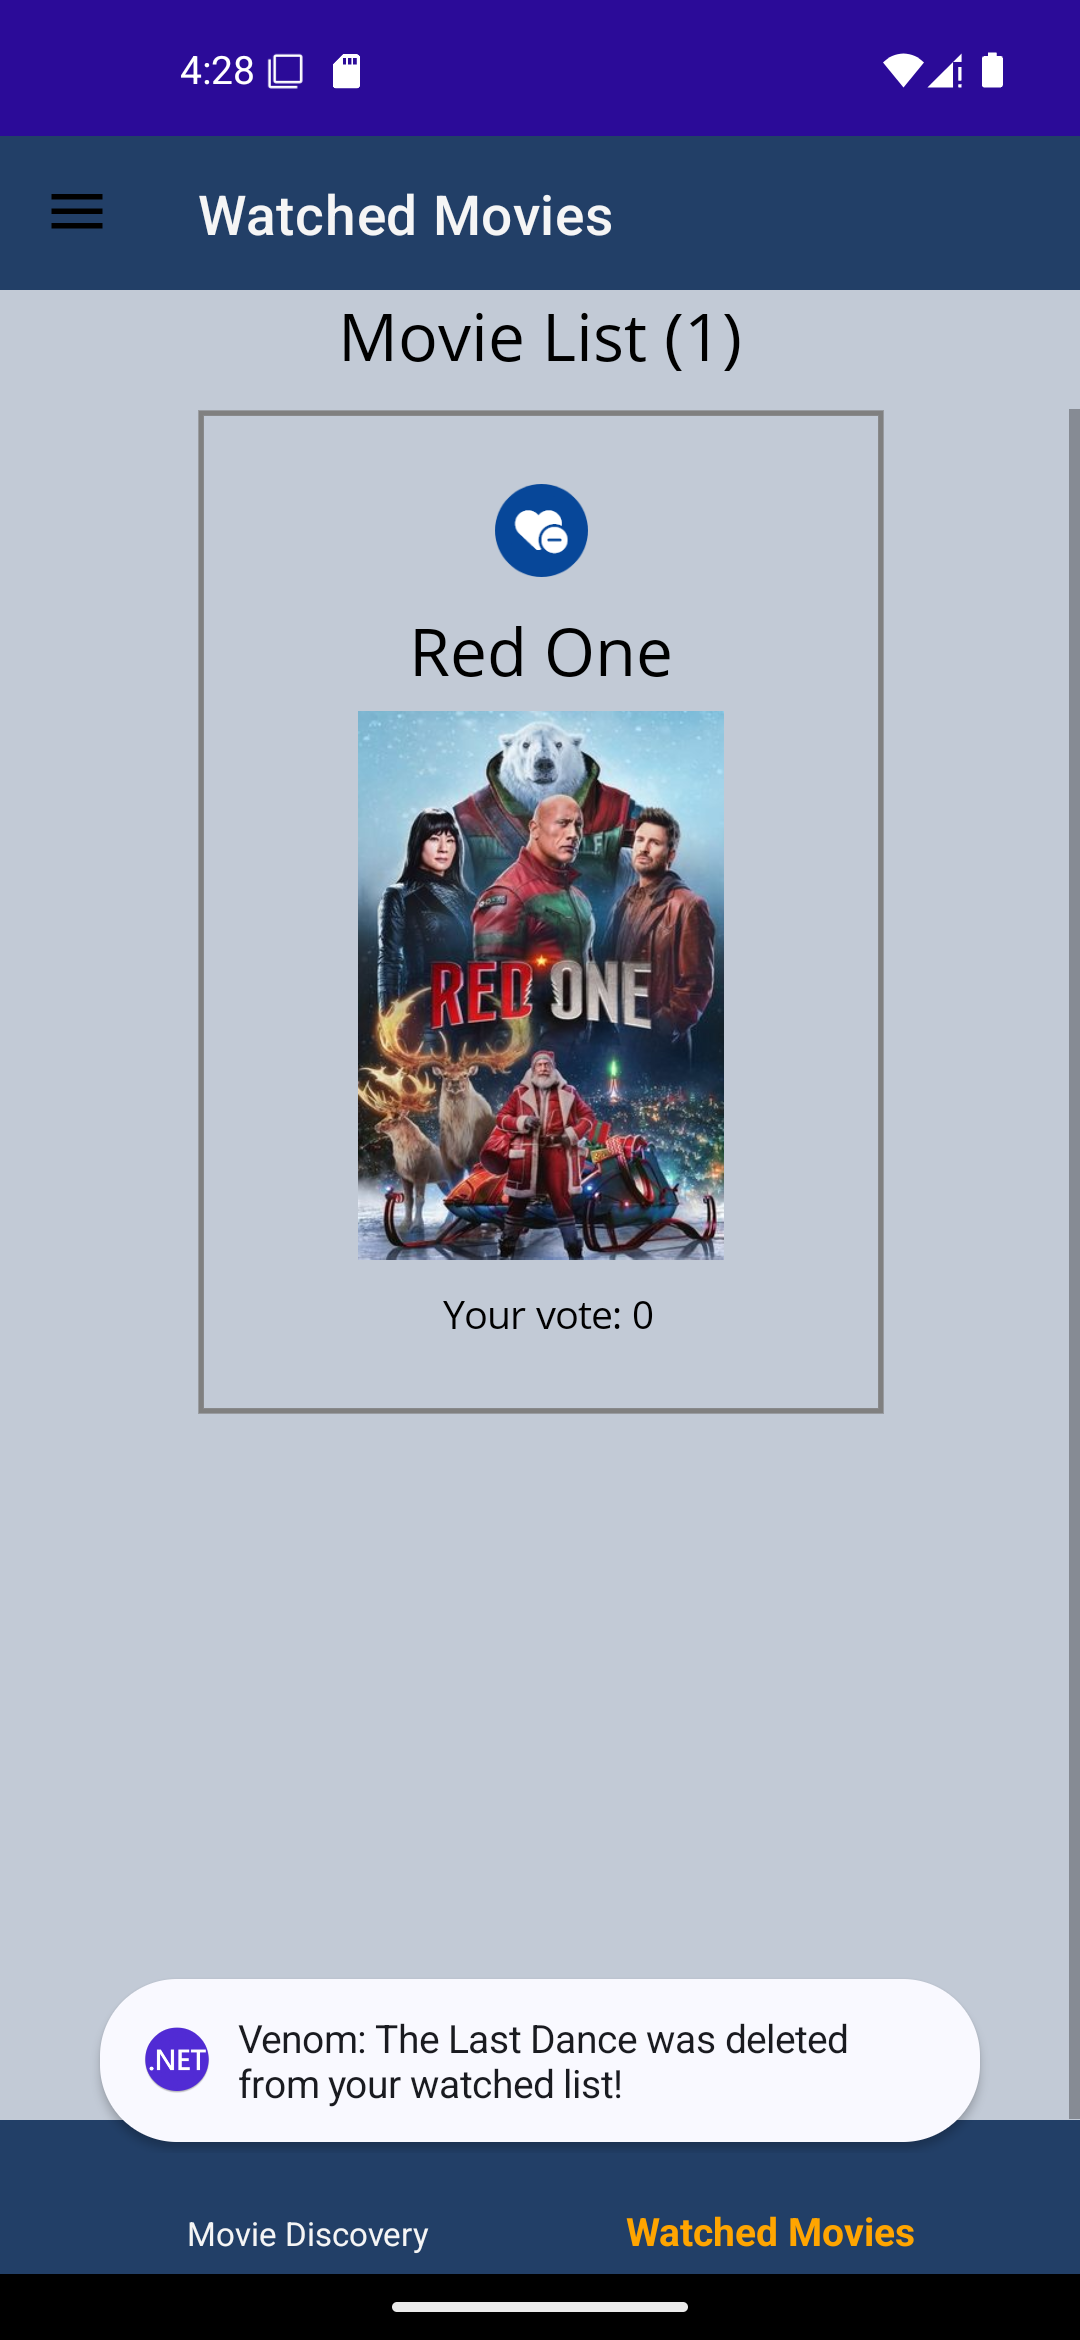 4:28
Watched Movies
Movie List (1)
Red One
RED ONE
Your vote: 0
.NET
Venom: The Last Dance was deleted
from your watched list!
Movie Discovery
Watched Movies